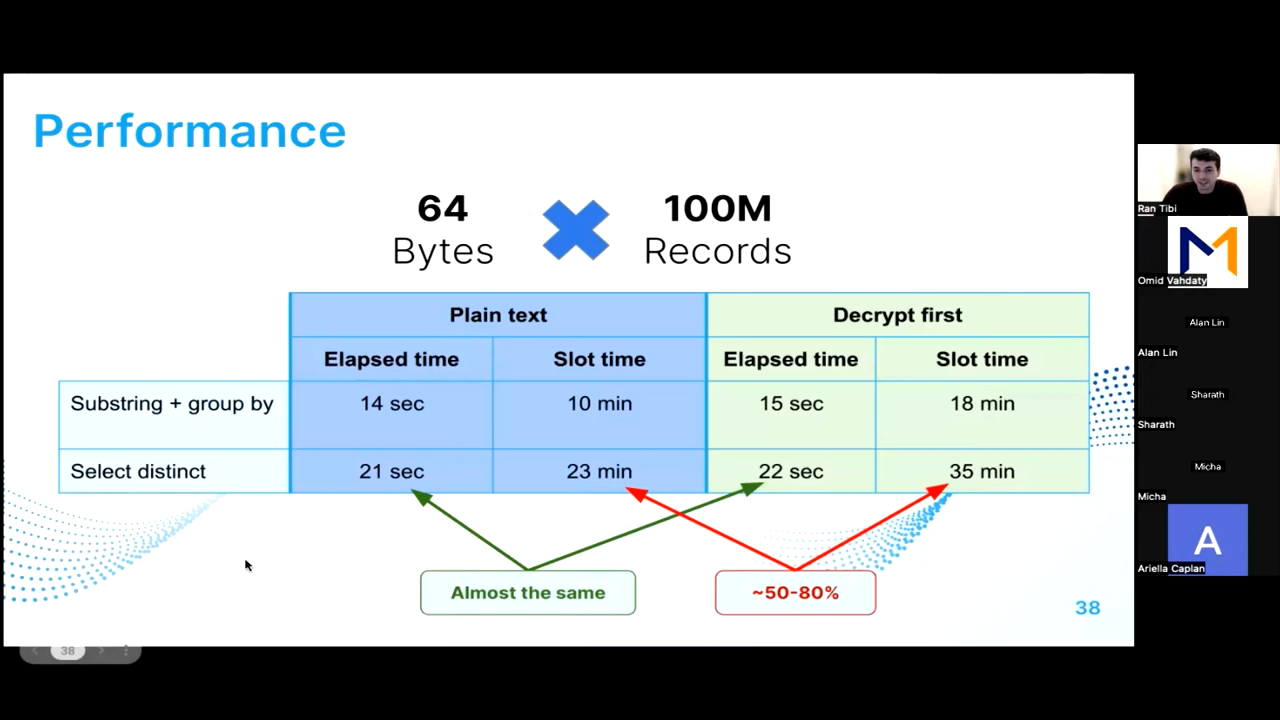 Performance
64
Bytes
100M
Records
Plain text
Decrypt first
Elapsed time
Slot time
Elapsed time
Slot time
Substring + group by
14 sec
10 min
15 sec
18 min
Select distinct
21 sec
23 min
22 sec
35 min
Almost the same
~50-80%
38
38
Ran Tibi
M
Omid Vahdaty
Alan Lin
Alan Lin
Sharath
Sharath
Micha
Micha
A
Ariella Caplan